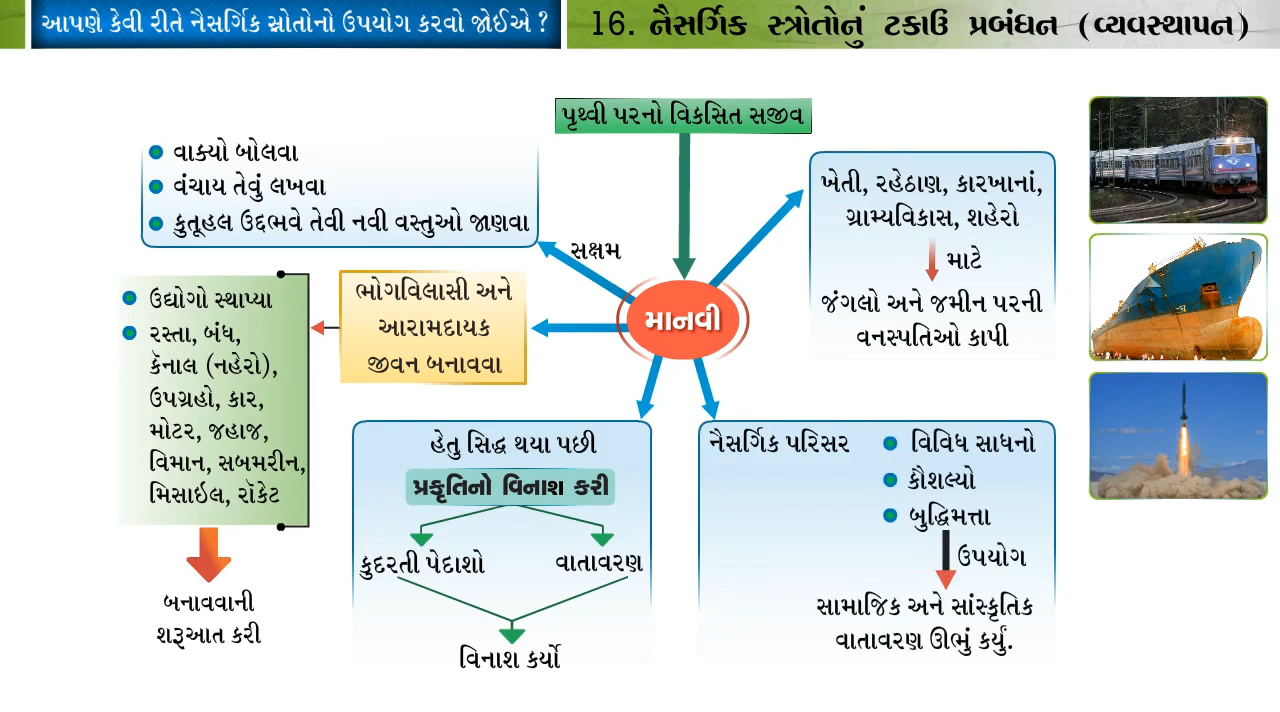 આપણે કેવી રીતે નૈસર્ગિક સ્રોતોનો ઉપયોગ કરવો જોઈએ ?
16. નૈસર્ગિક સ્ત્રોતોનું ટકાઉ પ્રબંધન (વ્યવસ્થાપન)
પૃથ્વી પરનો વિકસિત સજીવ
વાક્યો બોલવા
વંચાય તેવું લખવા
કુતૂહલ ઉદ્દભવે તેવી નવી વસ્તુઓ જાણવા
સક્ષમ
ખેતી, રહેઠાણ, કારખાનાં,
ગ્રામ્યવિકાસ, શહેરો
માટે
જંગલો અને જમીન પરની
વનસ્પતિઓ કાપી
માનવી
ભોગવિલાસી અને
આરામદાયક
જીવન બનાવવા
ઉદ્યોગો સ્થાપ્યા
રસ્તા, બંધ,
કૅનાલ (નહેરો),
ઉપગ્રહો, કાર,
મોટર, જહાજ,
વિમાન, સબમરીન,
મિસાઇલ, રૉકેટ
બનાવવાની
શરૂઆત કરી
હેતુ સિદ્ધ થયા પછી
પ્રકૃતિનો વિનાશ કરી
કુદરતી પેદાશો
વાતાવરણ
વિનાશ કર્યો
નૈસર્ગિક પરિસર
વિવિધ સાધનો
કૌશલ્યો
બુદ્ધિમત્તા
ઉપયોગ
સામાજિક અને સાંસ્કૃતિક
વાતાવરણ ઊભું કર્યું.